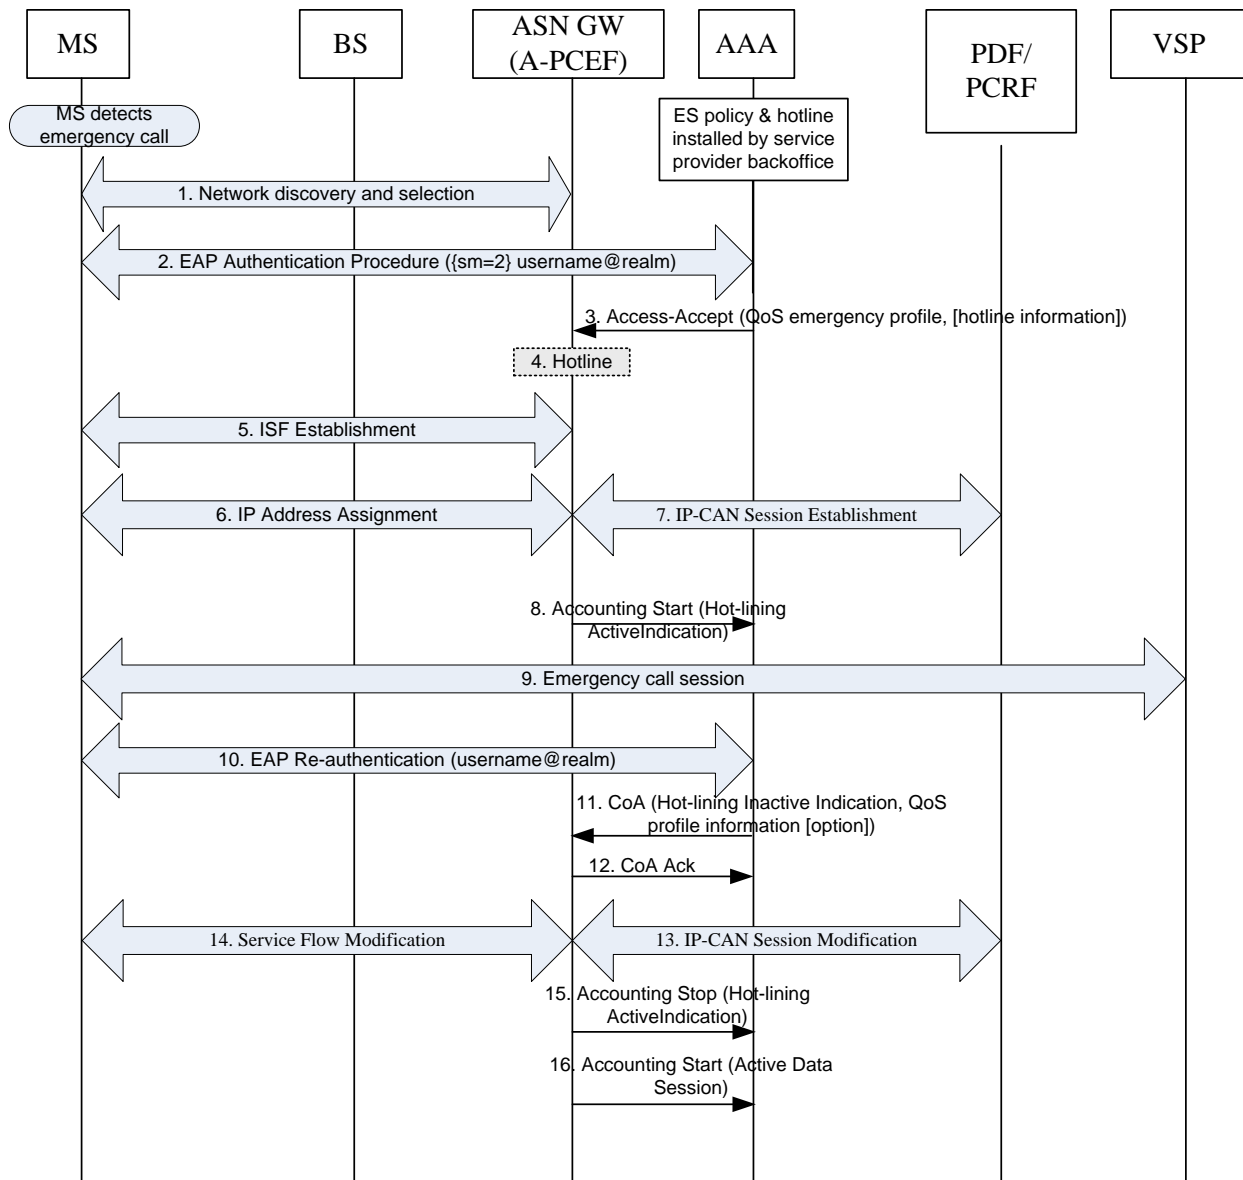 MS
BS
ASN GW
(A-PCEF)
AAA
PDF/
PCRF
VSP
MS detects
emergency call
ES policy & hotline
installed by service
provider backoffice
1. Network discovery and selection
2. EAP Authentication Procedure ({sm=2} username@realm)
3. Access-Accept (QoS emergency profile, [hotline information])
4. Hotline
5. ISF Establishment
6. IP Address Assignment
7. IP-CAN Session Establishment
8. Accounting Start (Hot-lining
ActiveIndication)
9. Emergency call session
10. EAP Re-authentication (username@realm)
11. CoA (Hot-lining Inactive Indication, QoS
profile information [option])
12. CoA Ack
14. Service Flow Modification
13. IP-CAN Session Modification
15. Accounting Stop (Hot-lining
ActiveIndication)
16. Accounting Start (Active Data
Session)